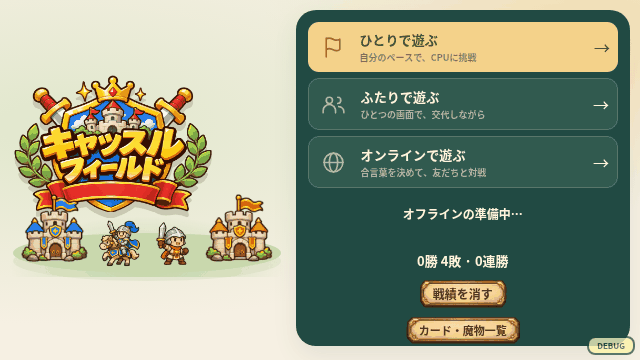 キャッスル
フィールド
ひとりで遊ぶ
自分のペースで、CPUに挑戦
→
ふたりで遊ぶ
ひとつの画面で、交代しながら
→
オンラインで遊ぶ
合言葉を決めて、友だちと対戦
→
オフラインの準備中…
0勝 4敗 · 0連勝
戦績を消す
カード・魔物一覧
DEBUG